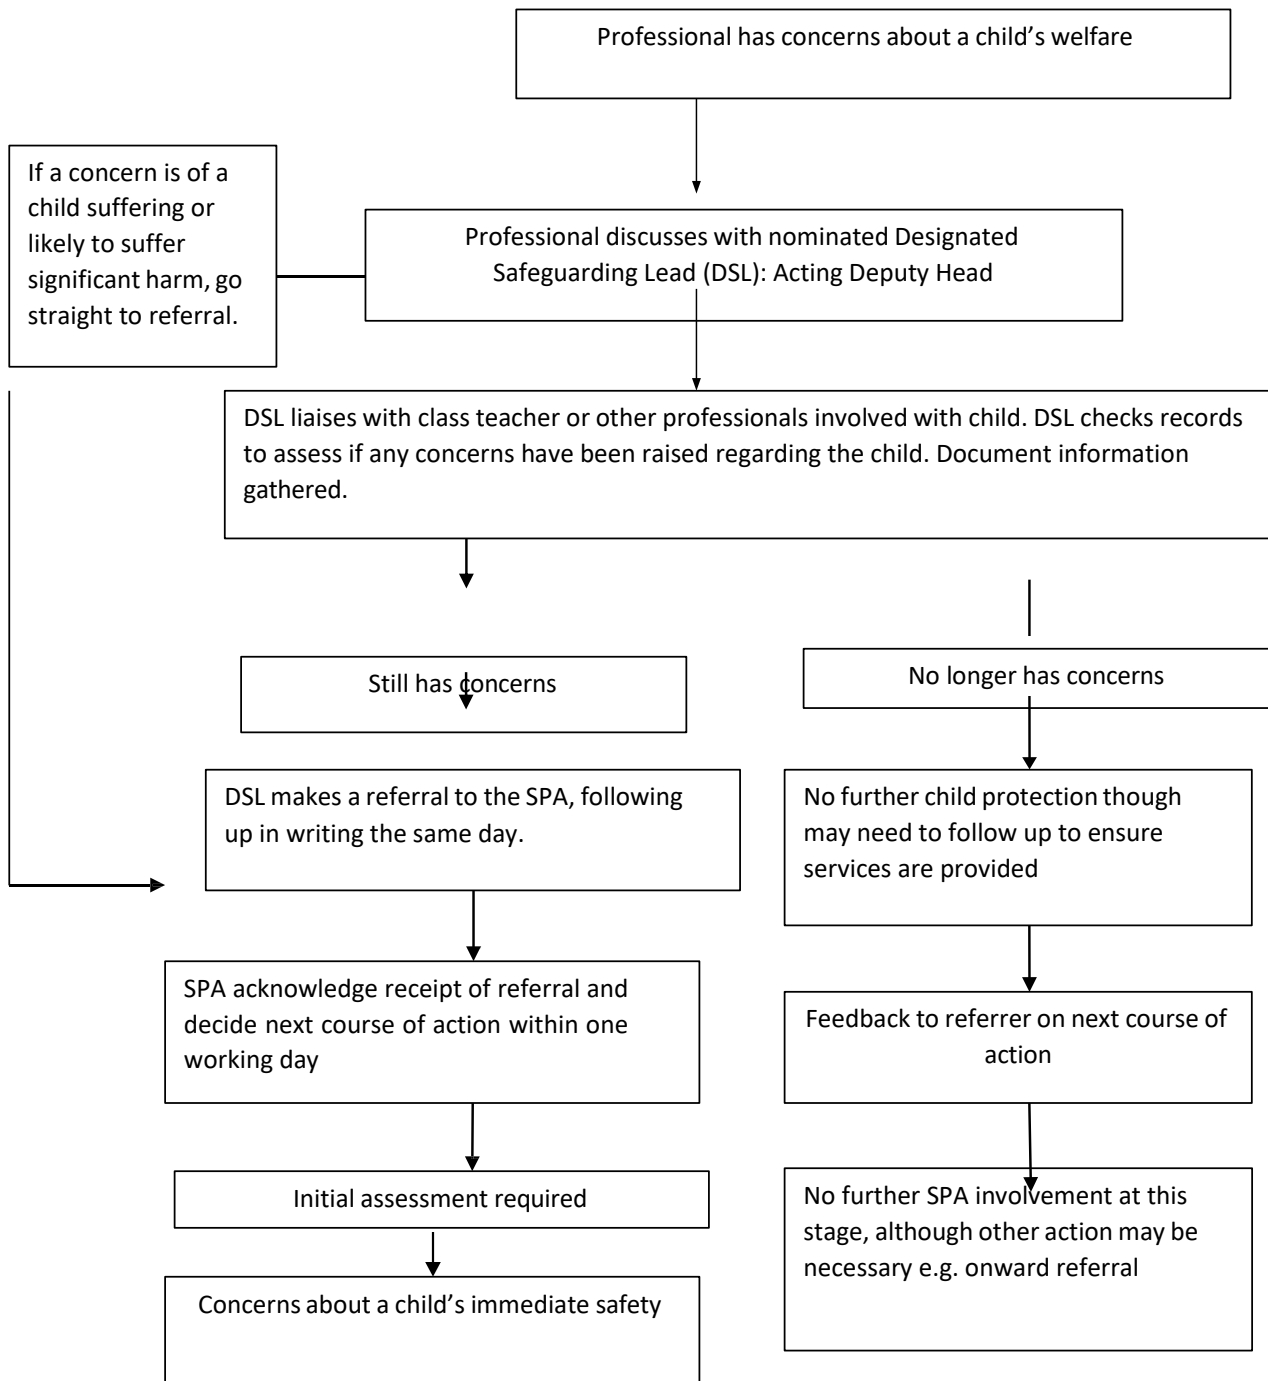 Professional has concerns about a child’s welfare
If a concern is of a
child suffering or
likely to suffer
significant harm, go
straight to referral.
Professional discusses with nominated Designated
Safeguarding Lead (DSL): Acting Deputy Head
DSL liaises with class teacher or other professionals involved with child. DSL checks records
to assess if any concerns have been raised regarding the child. Document information
gathered.
Still has concerns
No longer has concerns
DSL makes a referral to the SPA, following
up in writing the same day.
No further child protection though
may need to follow up to ensure
services are provided
SPA acknowledge receipt of referral and
decide next course of action within one
working day
Feedback to referrer on next course of
action
Initial assessment required
No further SPA involvement at this
stage, although other action may be
necessary e.g. onward referral
Concerns about a child’s immediate safety